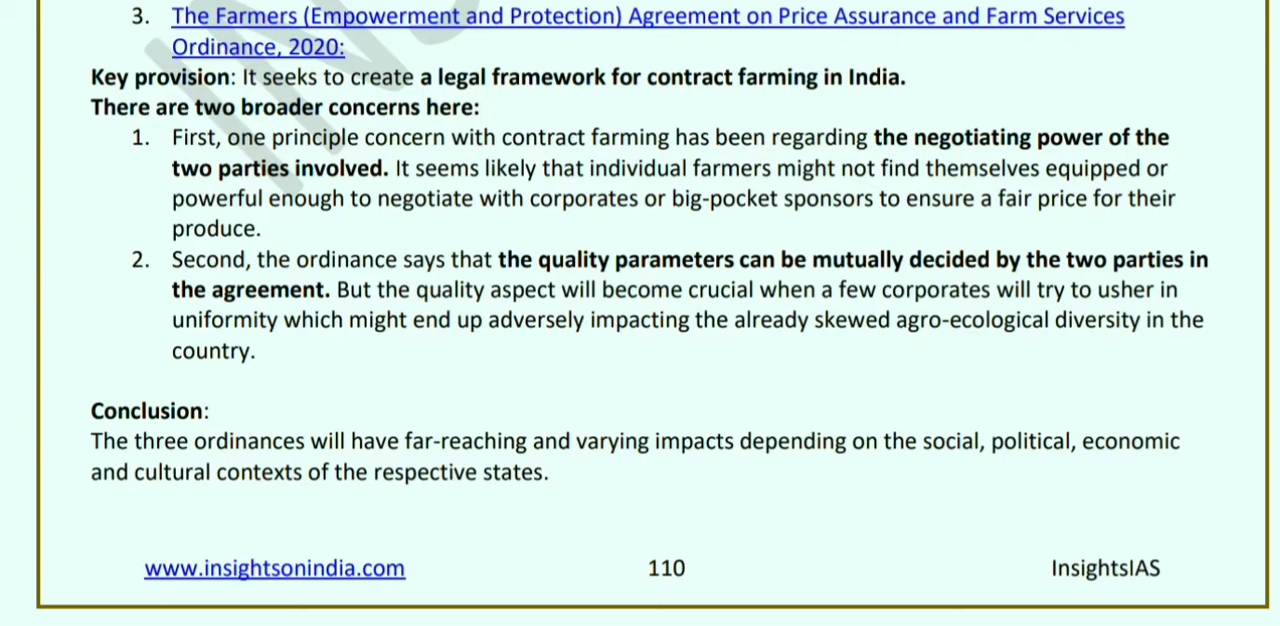 3. The Farmers (Empowerment and Protection) Agreement on Price Assurance and Farm Services
Ordinance, 2020:
Key provision: It seeks to create a legal framework for contract farming in India.
There are two broader concerns here:
1. First, one principle concern with contract farming has been regarding the negotiating power of the
two parties involved. It seems likely that individual farmers might not find themselves equipped or
powerful enough to negotiate with corporates or big-pocket sponsors to ensure a fair price for their
produce.
2. Second, the ordinance says that the quality parameters can be mutually decided by the two parties in
the agreement. But the quality aspect will become crucial when a few corporates will try to usher in
uniformity which might end up adversely impacting the already skewed agro-ecological diversity in the
country.
Conclusion:
The three ordinances will have far-reaching and varying impacts depending on the social, political, economic
and cultural contexts of the respective states.
www.insightsonindia.com 110 InsightsIAS